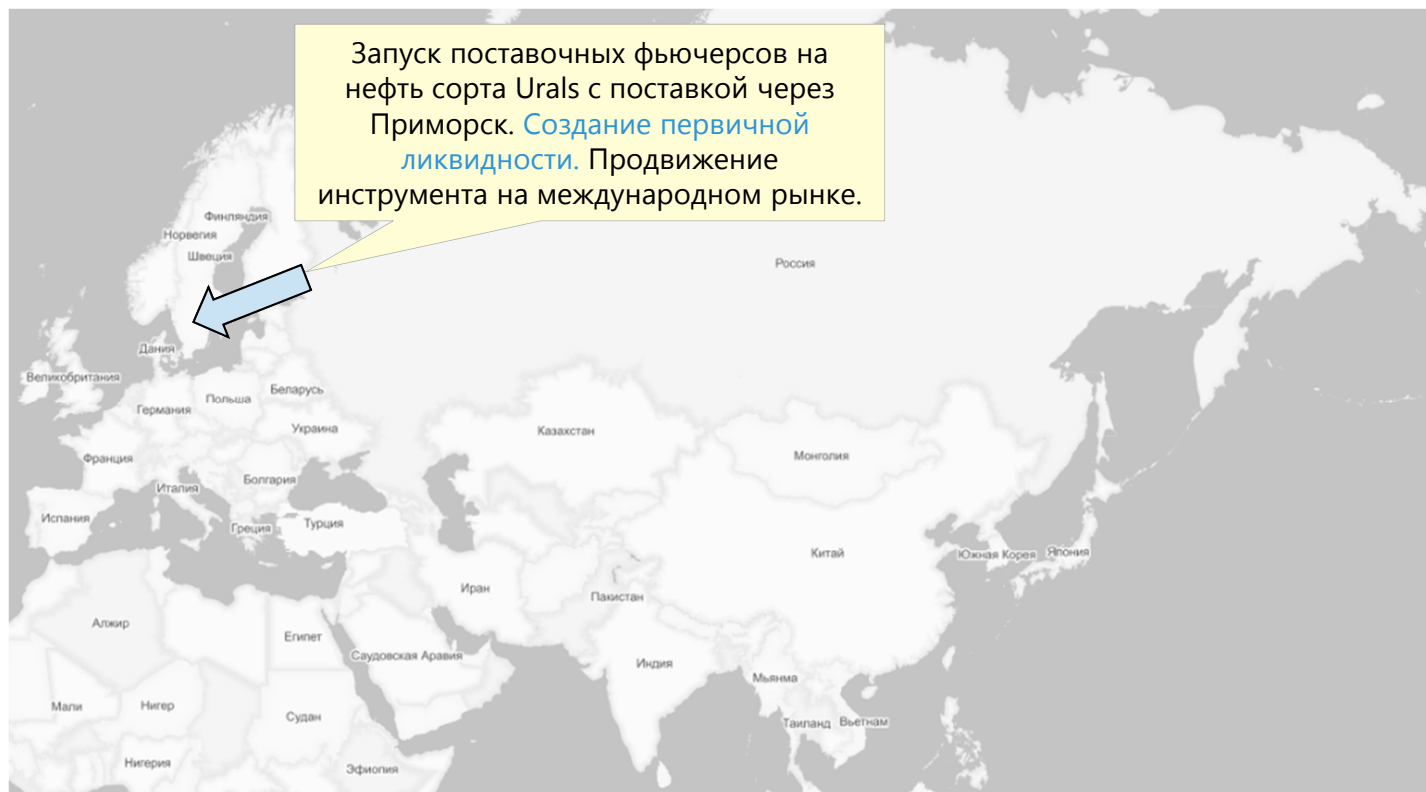 Запуск поставочных фьючерсов на
нефть сорта Urals с поставкой через
Приморск. Создание первичной
ликвидности. Продвижение
инструмента на международном рынке.
Финляндия
Норвегия
Швеция
Россия
Дания
Великобритания
Беларусь
Польша
Германия
Украина
Казахстан
Франция
Монголия
Болгария
Италия
Испания
Греция
Турция
Китай
Южная Корея
Япония
Иран
Пакистан
Алжир
Египет
Саудовская Аравия
Индия
Мьянма
Мали
Нигер
Судан
Таиланд
Вьетнам
Нигерия
Эфиопия